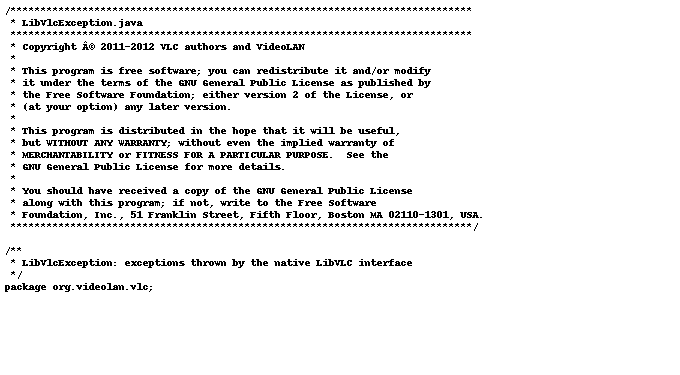 /*****************************************************************************
 * LibVlcException.java
 *****************************************************************************
 * Copyright Â© 2011-2012 VLC authors and VideoLAN
 *
 * This program is free software; you can redistribute it and/or modify
 * it under the terms of the GNU General Public License as published by
 * the Free Software Foundation; either version 2 of the License, or
 * (at your option) any later version.
 *
 * This program is distributed in the hope that it will be useful,
 * but WITHOUT ANY WARRANTY; without even the implied warranty of
 * MERCHANTABILITY or FITNESS FOR A PARTICULAR PURPOSE.  See the
 * GNU General Public License for more details.
 *
 * You should have received a copy of the GNU General Public License
 * along with this program; if not, write to the Free Software
 * Foundation, Inc., 51 Franklin Street, Fifth Floor, Boston MA 02110-1301, USA.
 *****************************************************************************/

/**
 * LibVlcException: exceptions thrown by the native LibVLC interface
 */
package org.videolan.vlc;